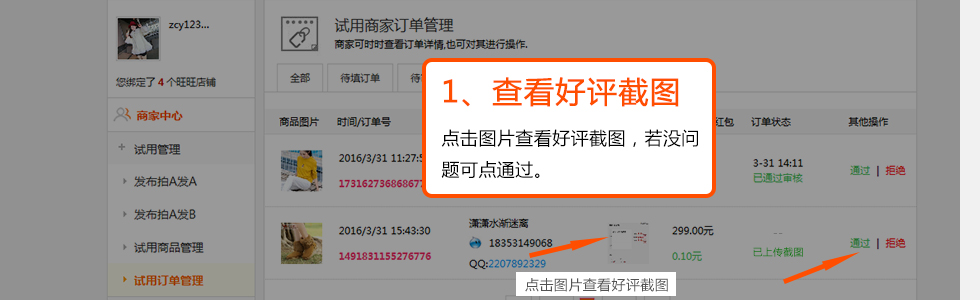 zcy123...
您绑定了 4 个旺旺店铺
商家中心
试用管理
发布拍A发A
发布拍A发B
试用商品管理
试用订单管理
试用商家订单管理
商家可时时查看订单详情,也可对其进行操作.
全部
待填订单
1、查看好评截图
点击图片查看好评截图，若没问
题可点通过。
商品图片
时间/订单号
红包
订单状态
其他操作
2016/3/31 11:27:5
17316273686867
3-31 14:11
已通过审核
通过 | 拒绝
2016/3/31 15:43:30
1491831155276776
潇潇水渐迷离
18353149068
QQ:2207892329
299.00元
0.10元
--
已上传截图
通过 | 拒绝
点击图片查看好评截图